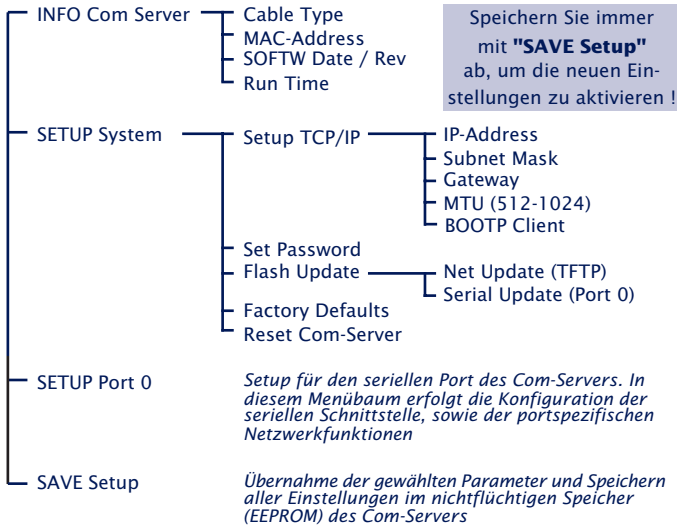 INFO Com Server
Cable Type
MAC-Address
SOFTW Date / Rev
Run Time
Speichern Sie immer
mit "SAVE Setup"
ab, um die neuen Ein-
stellungen zu aktivieren !
SETUP System
Setup TCP/IP
IP-Address
Subnet Mask
Gateway
MTU (512-1024)
BOOTP Client
Set Password
Flash Update
Net Update (TFTP)
Serial Update (Port 0)
Factory Defaults
Reset Com-Server
SETUP Port 0
Setup für den seriellen Port des Com-Servers. In
diesem Menübaum erfolgt die Konfiguration der
seriellen Schnittstelle, sowie der portspezifischen
Netzwerkfunktionen
SAVE Setup
Übernahme der gewählten Parameter und Speichern
aller Einstellungen im nichtflüchtigen Speicher
(EEPROM) des Com-Servers